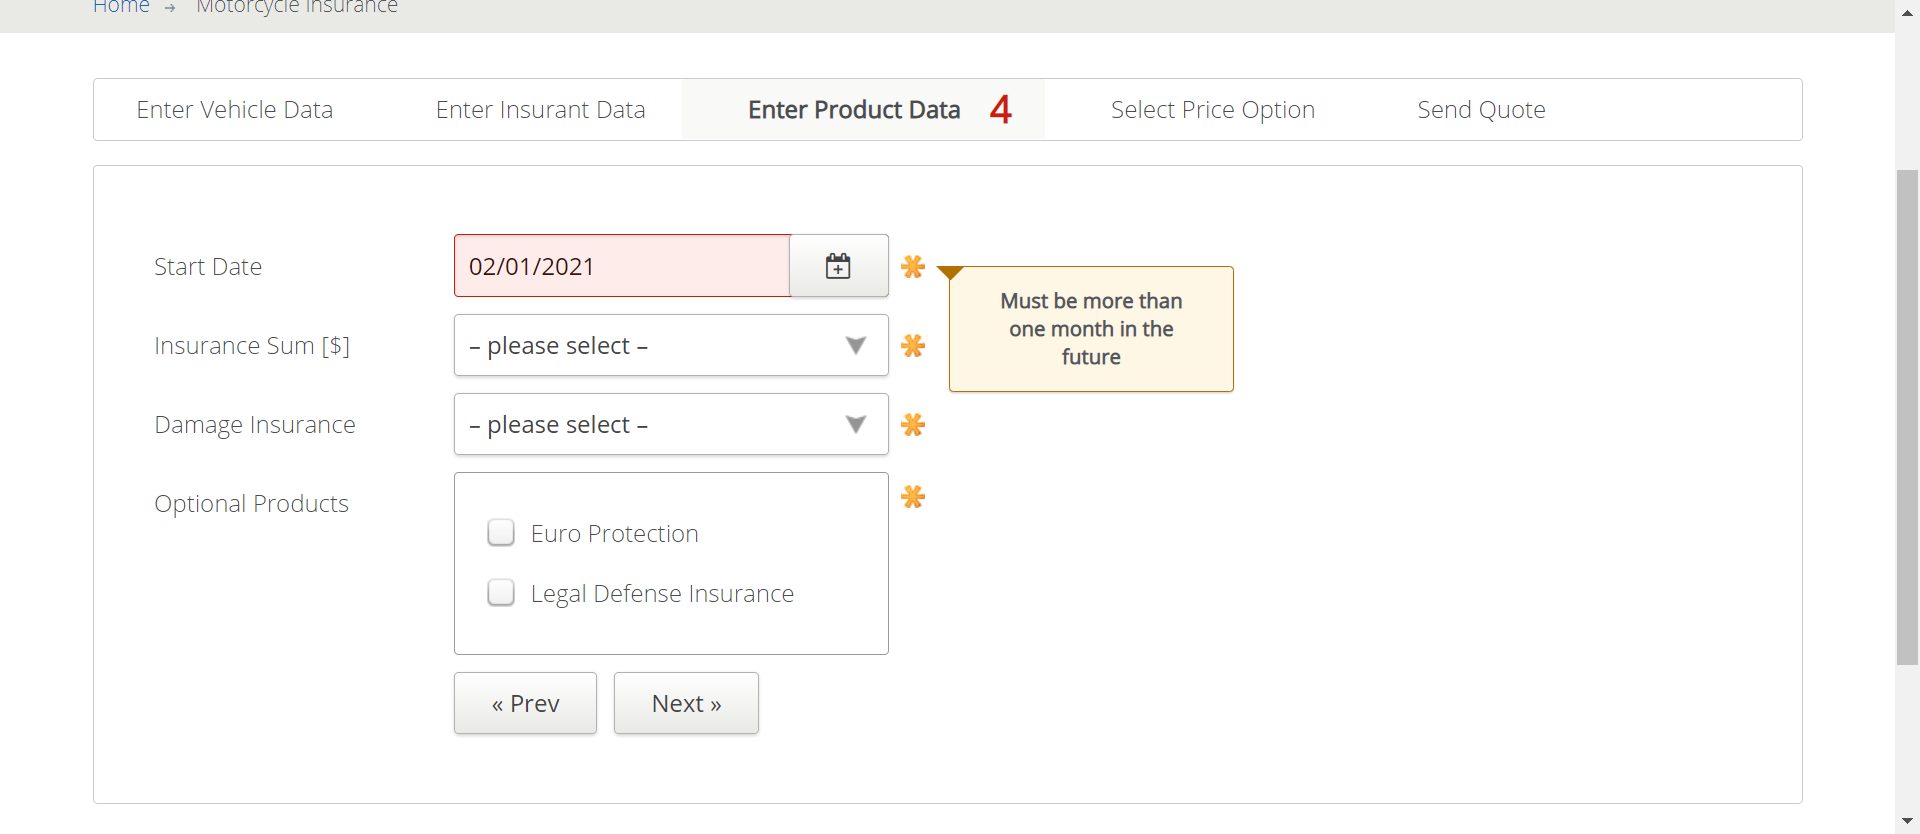 Home → Motorcycle Insurance
Enter Vehicle Data Enter Insurant Data Enter Product Data 4 Select Price Option Send Quote
Start Date 02/01/2021
Must be more than
one month in the
future
Insurance Sum [$] – please select –
Damage Insurance – please select –
Optional Products
Euro Protection
Legal Defense Insurance
« Prev Next »